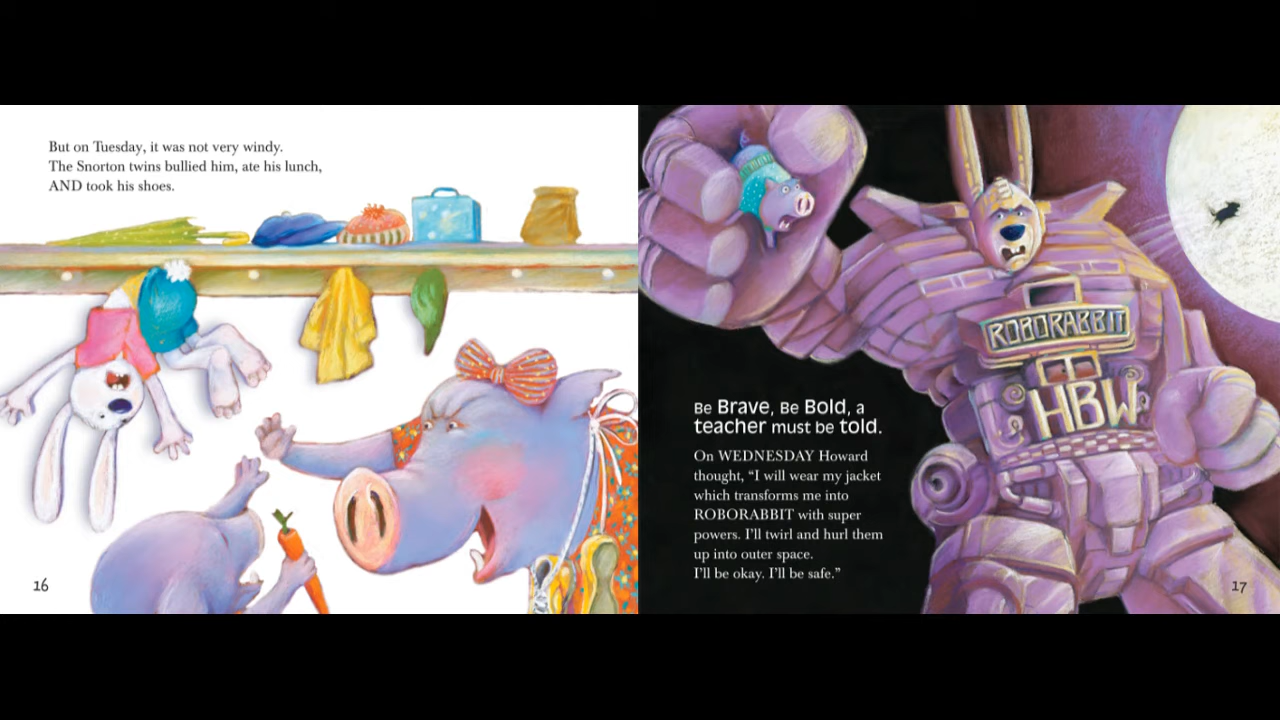 But on Tuesday, it was not very windy.
The Snorton twins bullied him, ate his lunch,
AND took his shoes.
16
ROBORABBIT
HBW
Be Brave, Be Bold, a
teacher must be told.
On WEDNESDAY Howard
thought, “I will wear my jacket
which transforms me into
ROBORABBIT with super
powers. I’ll twirl and hurl them
up into outer space.
I’ll be okay. I’ll be safe.”
17